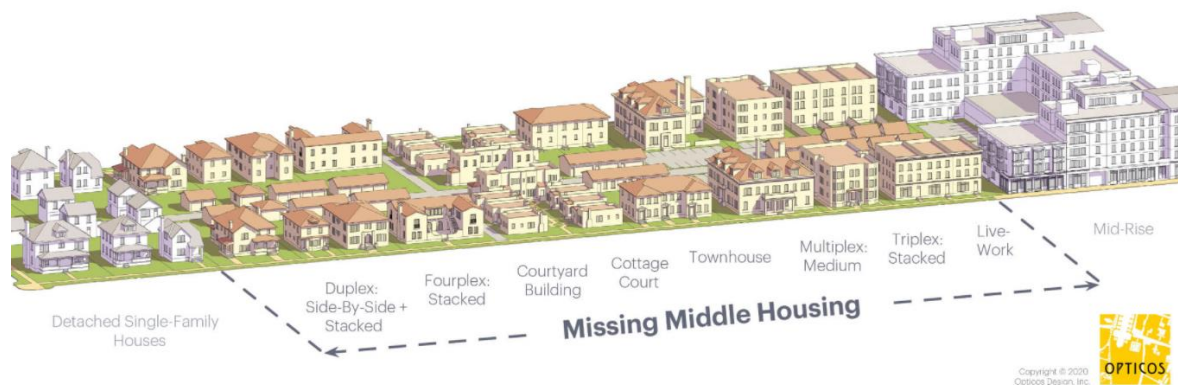 Detached Single-Family
Houses
Duplex:
Side-By-Side +
Stacked
Fourplex:
Stacked
Courtyard
Building
Cottage
Court
Townhouse
Multiplex:
Medium
Triplex:
Stacked
Live-
Work
Mid-Rise
Missing Middle Housing
Copyright © 2020
Opticos Design, Inc.
OPTICOS